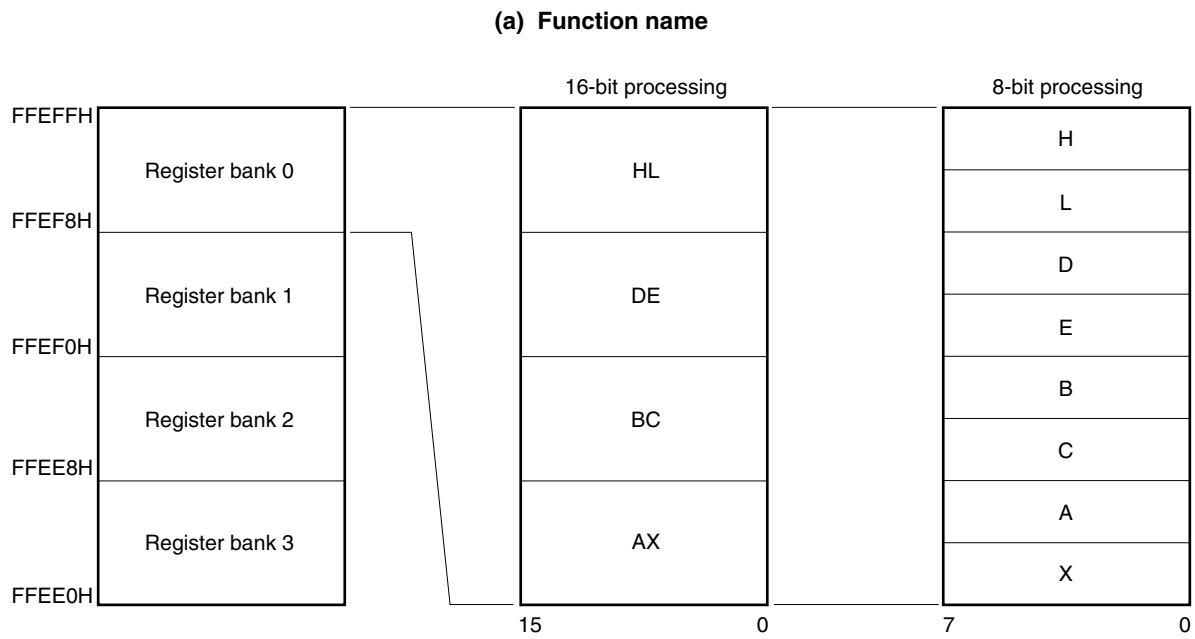 (a) Function name
16-bit processing
8-bit processing
FFEFFH
Register bank 0
HL
H
L
FFEF8H
Register bank 1
DE
D
E
FFEF0H
Register bank 2
BC
B
C
FFEE8H
Register bank 3
AX
A
X
FFEE0H
15 0
7 0